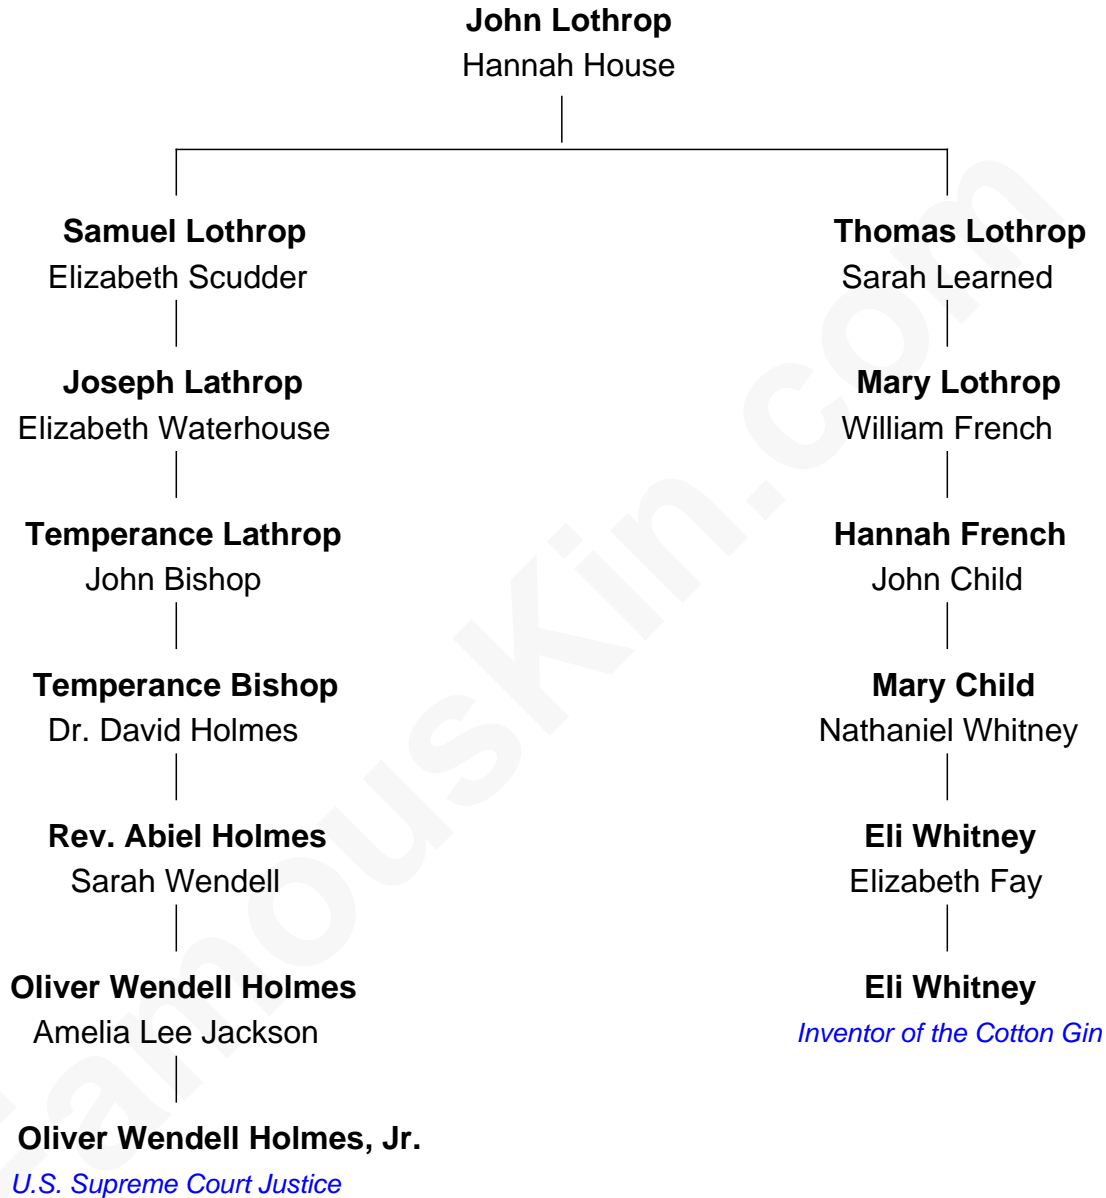 John Lothrop
Hannah House
Samuel Lothrop
Elizabeth Scudder
Thomas Lothrop
Sarah Learned
Joseph Lathrop
Elizabeth Waterhouse
Mary Lothrop
William French
Temperance Lathrop
John Bishop
Hannah French
John Child
Temperance Bishop
Dr. David Holmes
Mary Child
Nathaniel Whitney
Rev. Abiel Holmes
Sarah Wendell
Eli Whitney
Elizabeth Fay
Oliver Wendell Holmes
Amelia Lee Jackson
Eli Whitney
Inventor of the Cotton Gin
Oliver Wendell Holmes, Jr.
U.S. Supreme Court Justice
FamousKin.com